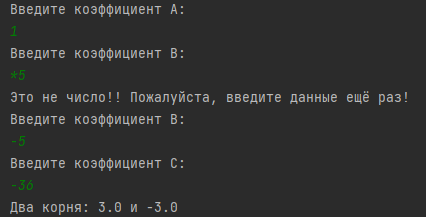 Введите коэффициент A:
1
Введите коэффициент B:
*5
Это не число!! Пожалуйста, введите данные ещё раз!
Введите коэффициент B:
-5
Введите коэффициент C:
-36
Два корня: 3.0 и -3.0